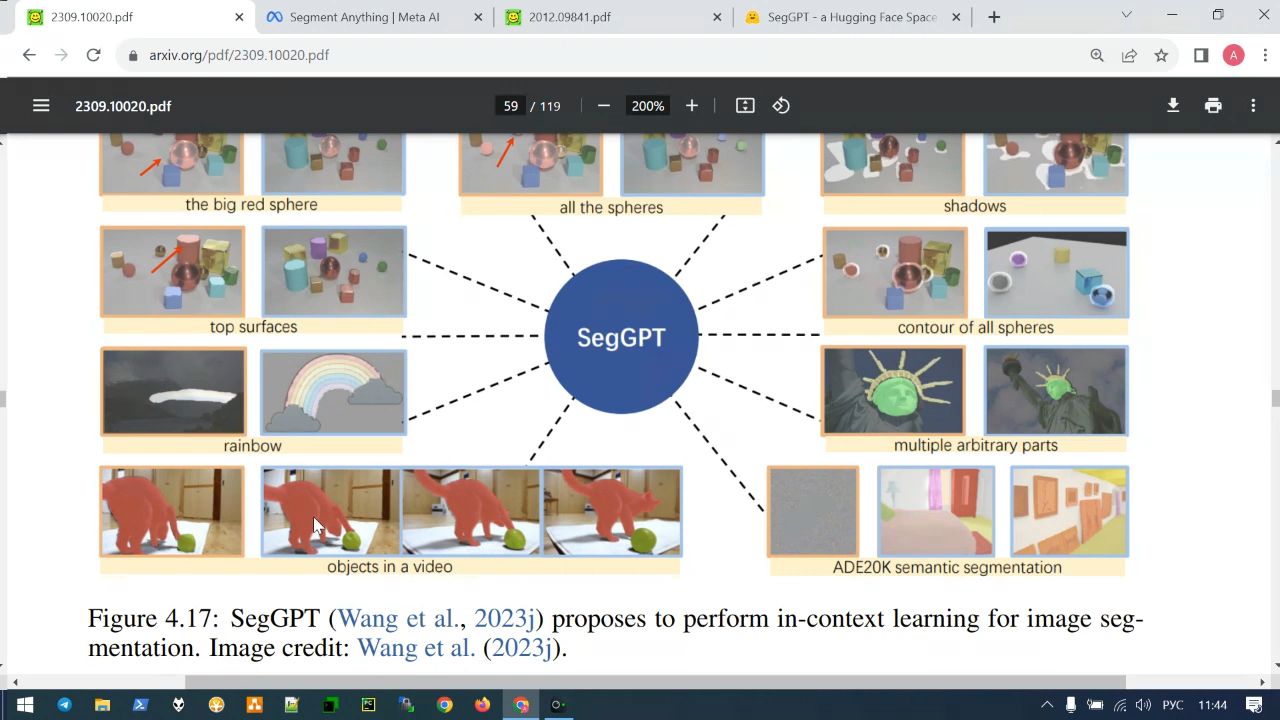 2309.10020.pdf
Segment Anything | Meta AI
2012.09841.pdf
SegGPT - a Hugging Face Space
arxiv.org/pdf/2309.10020.pdf
A
2309.10020.pdf
59 / 119
200%
the big red sphere
all the spheres
shadows
top surfaces
SegGPT
contour of all spheres
rainbow
multiple arbitrary parts
objects in a video
ADE20K semantic segmentation
Figure 4.17: SegGPT (Wang et al., 2023j) proposes to perform in-context learning for image seg-
mentation. Image credit: Wang et al. (2023j).
РУС
11:44